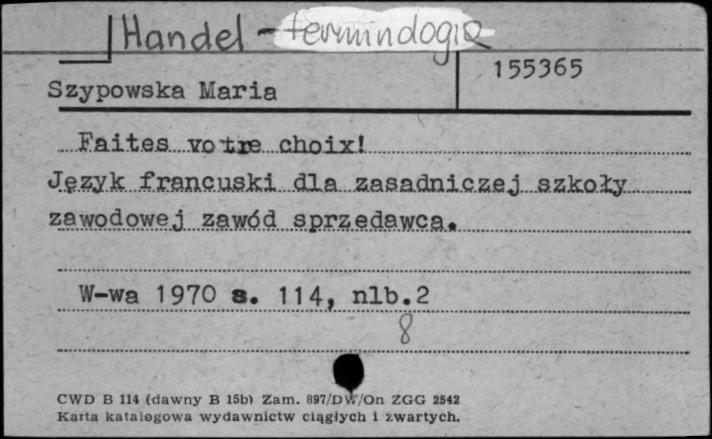 Handel - terminologia
155365
Szypowska Maria
Faites votre choix!
Język francuski dla zasadniczej szkoły
zawodowej zawód sprzedawca.
W-wa 1970 s. 114, nlb.2
8
CWD B 114 (dawny B 15b) Zam. 897/DW/On ZGG 2542
Karta katalogowa wydawnictw ciągłych i zwartych.